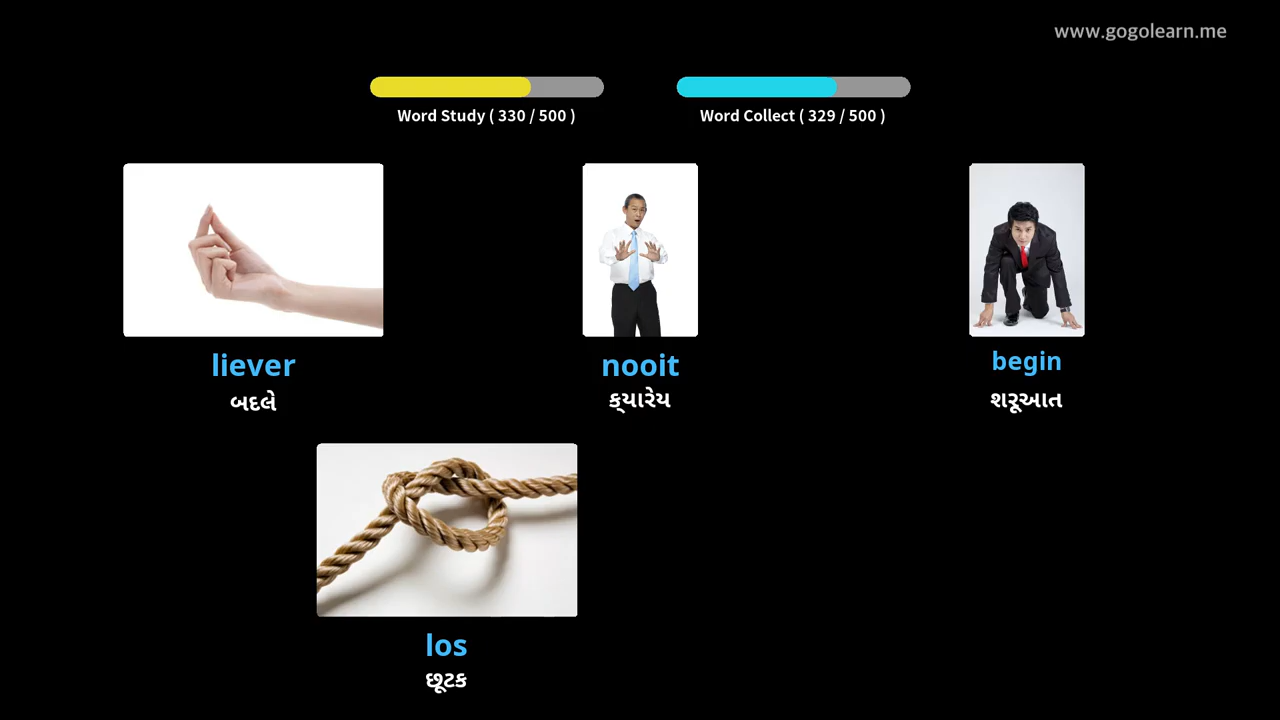 www.gogolearn.me
Word Study ( 330 / 500 )
Word Collect ( 329 / 500 )
liever
બદલે
nooit
ક્યારેય
begin
શરૂઆત
los
છૂટક